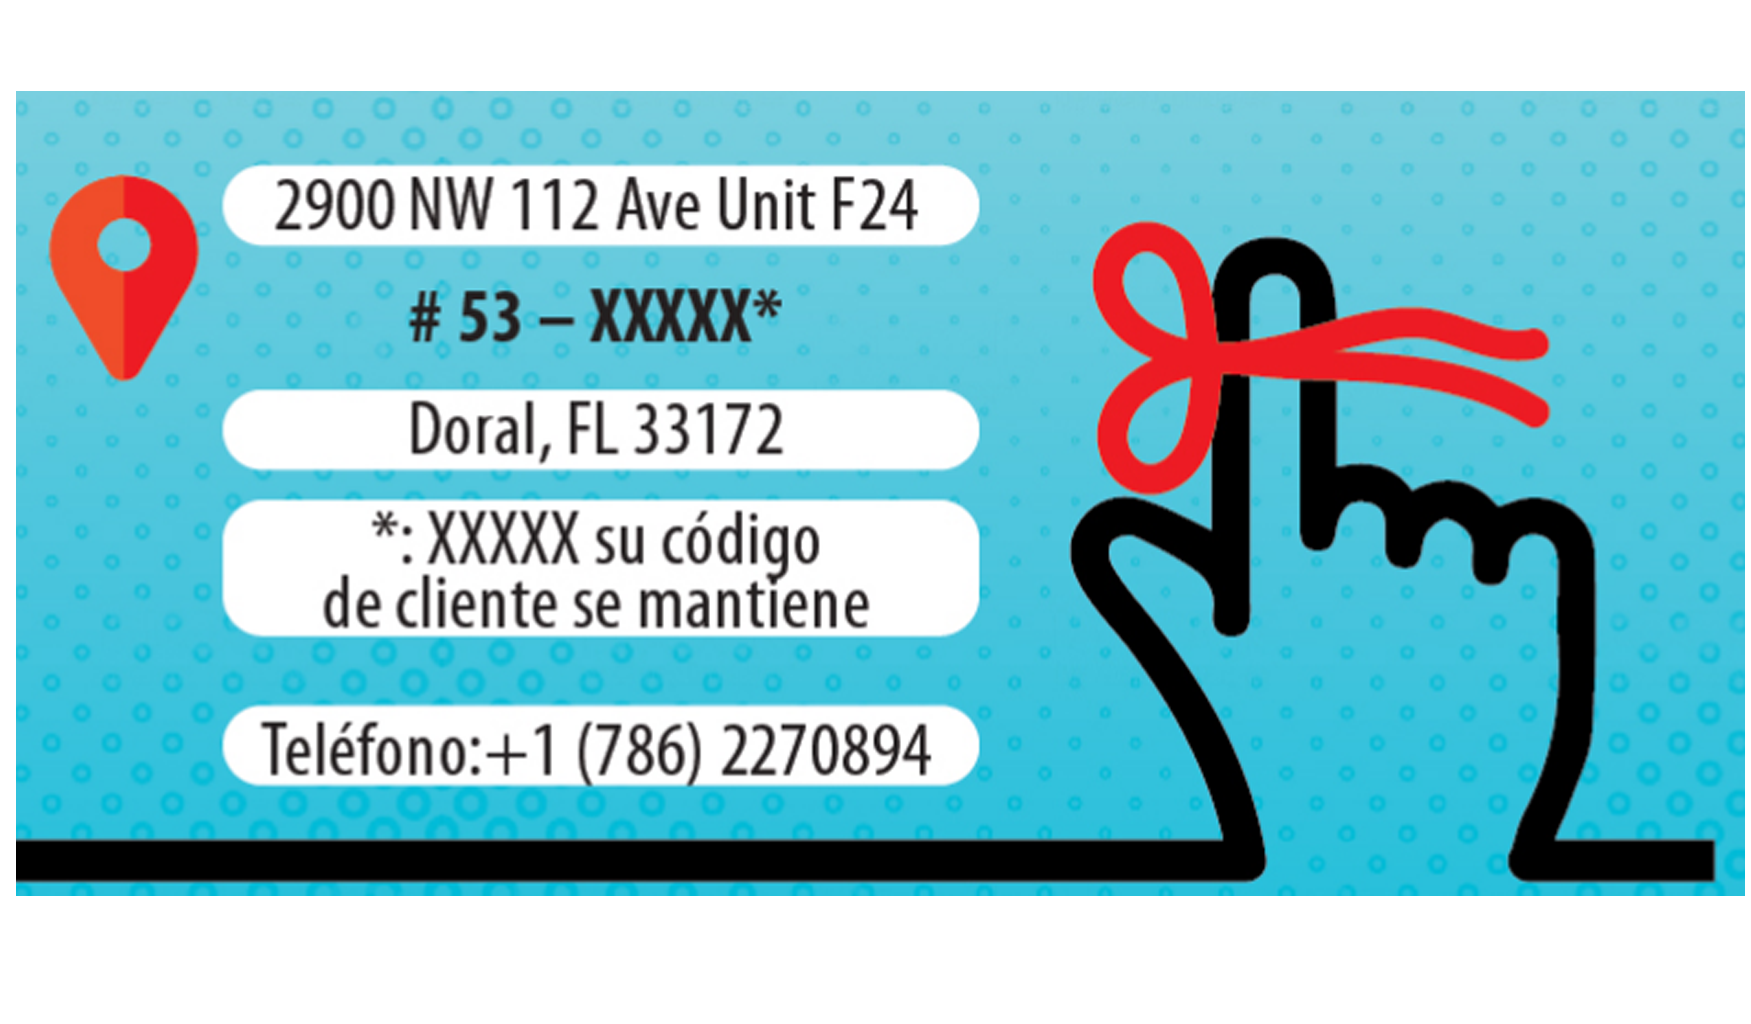 2900 NW 112 Ave Unit F24
# 53 – XXXXX*
Doral, FL 33172
*: XXXXX su código
de cliente se mantiene
Teléfono:+1 (786) 2270894